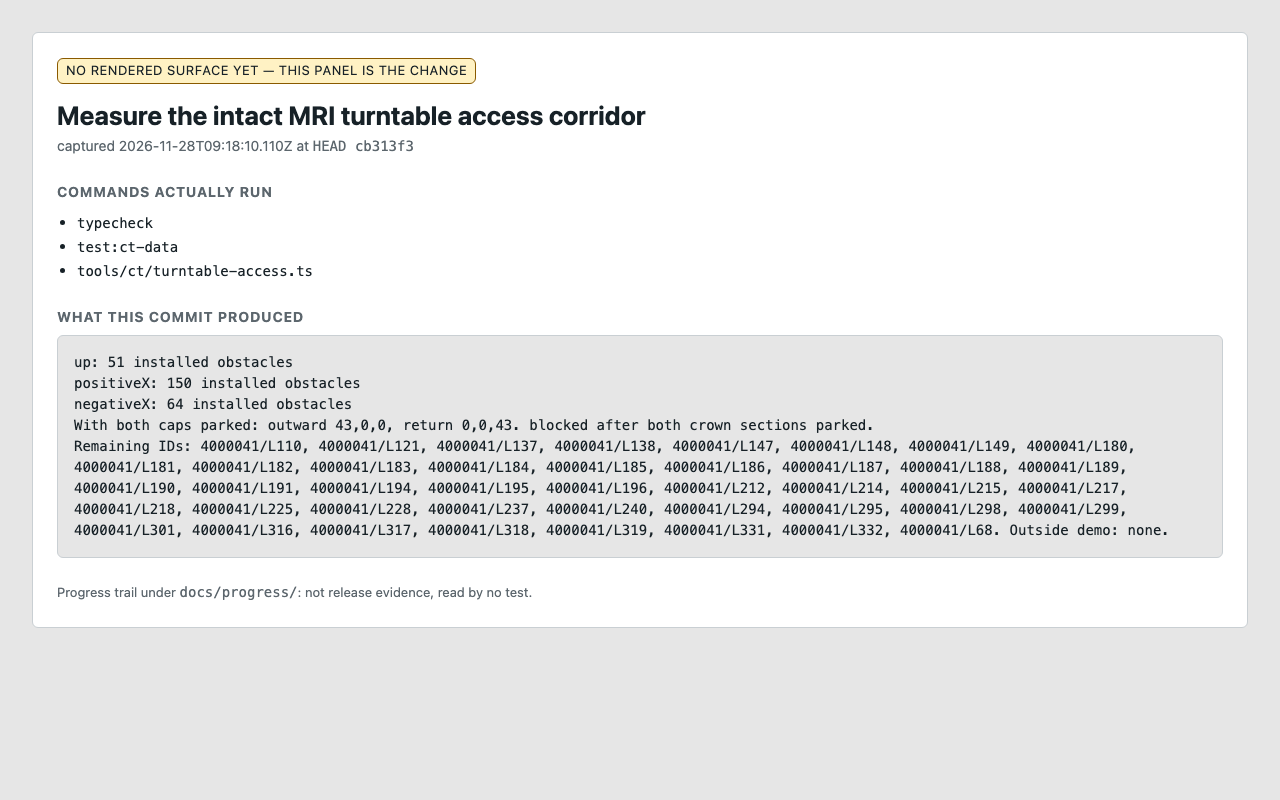 NO RENDERED SURFACE YET — THIS PANEL IS THE CHANGE
Measure the intact MRI turntable access corridor
captured 2026-11-28T09:18:10.110Z at HEAD cb313f3
COMMANDS ACTUALLY RUN
• typecheck
• test:ct-data
• tools/ct/turntable-access.ts
WHAT THIS COMMIT PRODUCED
up: 51 installed obstacles
positiveX: 150 installed obstacles
negativeX: 64 installed obstacles
With both caps parked: outward 43,0,0, return 0,0,43. blocked after both crown sections parked.
Remaining IDs: 4000041/L110, 4000041/L121, 4000041/L137, 4000041/L138, 4000041/L147, 4000041/L148, 4000041/L149, 4000041/L180,
4000041/L181, 4000041/L182, 4000041/L183, 4000041/L184, 4000041/L185, 4000041/L186, 4000041/L187, 4000041/L188, 4000041/L189,
4000041/L190, 4000041/L191, 4000041/L194, 4000041/L195, 4000041/L196, 4000041/L212, 4000041/L214, 4000041/L215, 4000041/L217,
4000041/L218, 4000041/L225, 4000041/L228, 4000041/L237, 4000041/L240, 4000041/L294, 4000041/L295, 4000041/L298, 4000041/L299,
4000041/L301, 4000041/L316, 4000041/L317, 4000041/L318, 4000041/L319, 4000041/L331, 4000041/L332, 4000041/L68. Outside demo: none.
Progress trail under docs/progress/: not release evidence, read by no test.